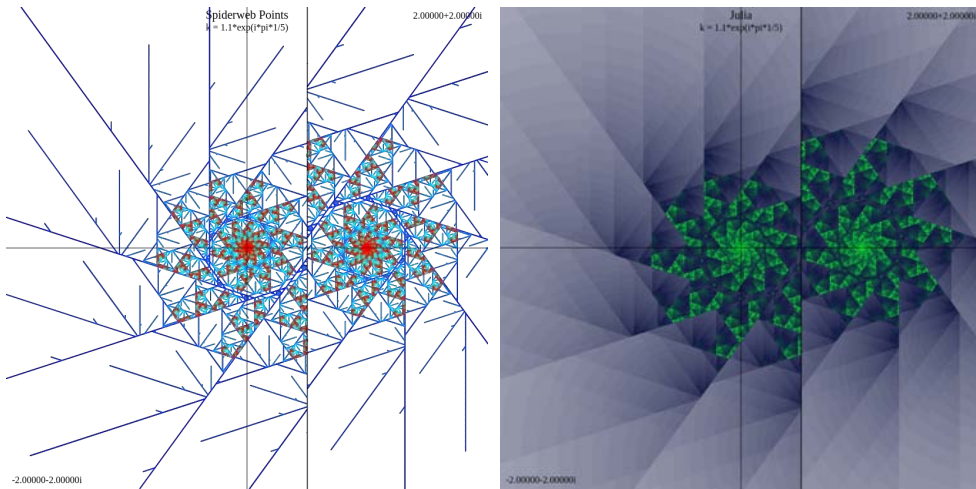 Spiderweb Points
k = 1.1*exp(i*pi*1/5)
2.00000+2.00000i
-2.00000-2.00000i
Julia
k = 1.1*exp(i*pi*1/5)
2.00000+2.00000i
-2.00000-2.00000i